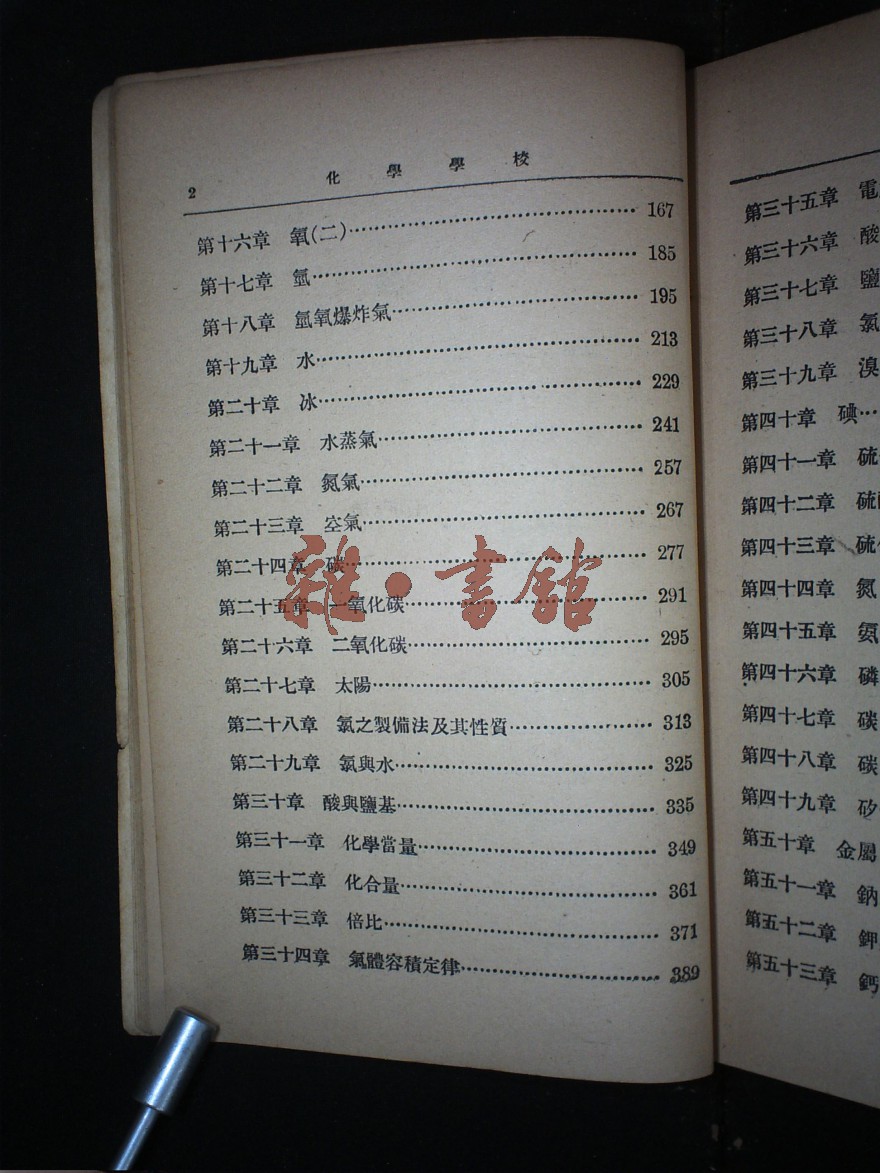 2 化學學校
第十六章 氧(二) 167
第十七章 氫 185
第十八章 氫氧爆炸氣 195
第十九章 水 213
第二十章 冰 229
第二十一章 水蒸氣 241
第二十二章 氮氣 257
第二十三章 空氣 267
第二十四章 碳 277
第二十五章 一氧化碳 291
第二十六章 二氧化碳 295
第二十七章 太陽 305
第二十八章 氯之製備法及其性質 313
第二十九章 氯與水 325
第三十章 酸與鹽基 335
第三十一章 化學當量 349
第三十二章 化合量 361
第三十三章 倍比 371
第三十四章 氣體容積定律 389
雜·書館
第三十五章 電
第三十六章 酸
第三十七章 鹽
第三十八章 氯
第三十九章 溴
第四十章 碘
第四十一章 硫
第四十二章 硫
第四十三章 硫
第四十四章 氮
第四十五章 氨
第四十六章 磷
第四十七章 碳
第四十八章 碳
第四十九章 矽
第五十章 金屬
第五十一章 鈉
第五十二章 鉀
第五十三章 鈣